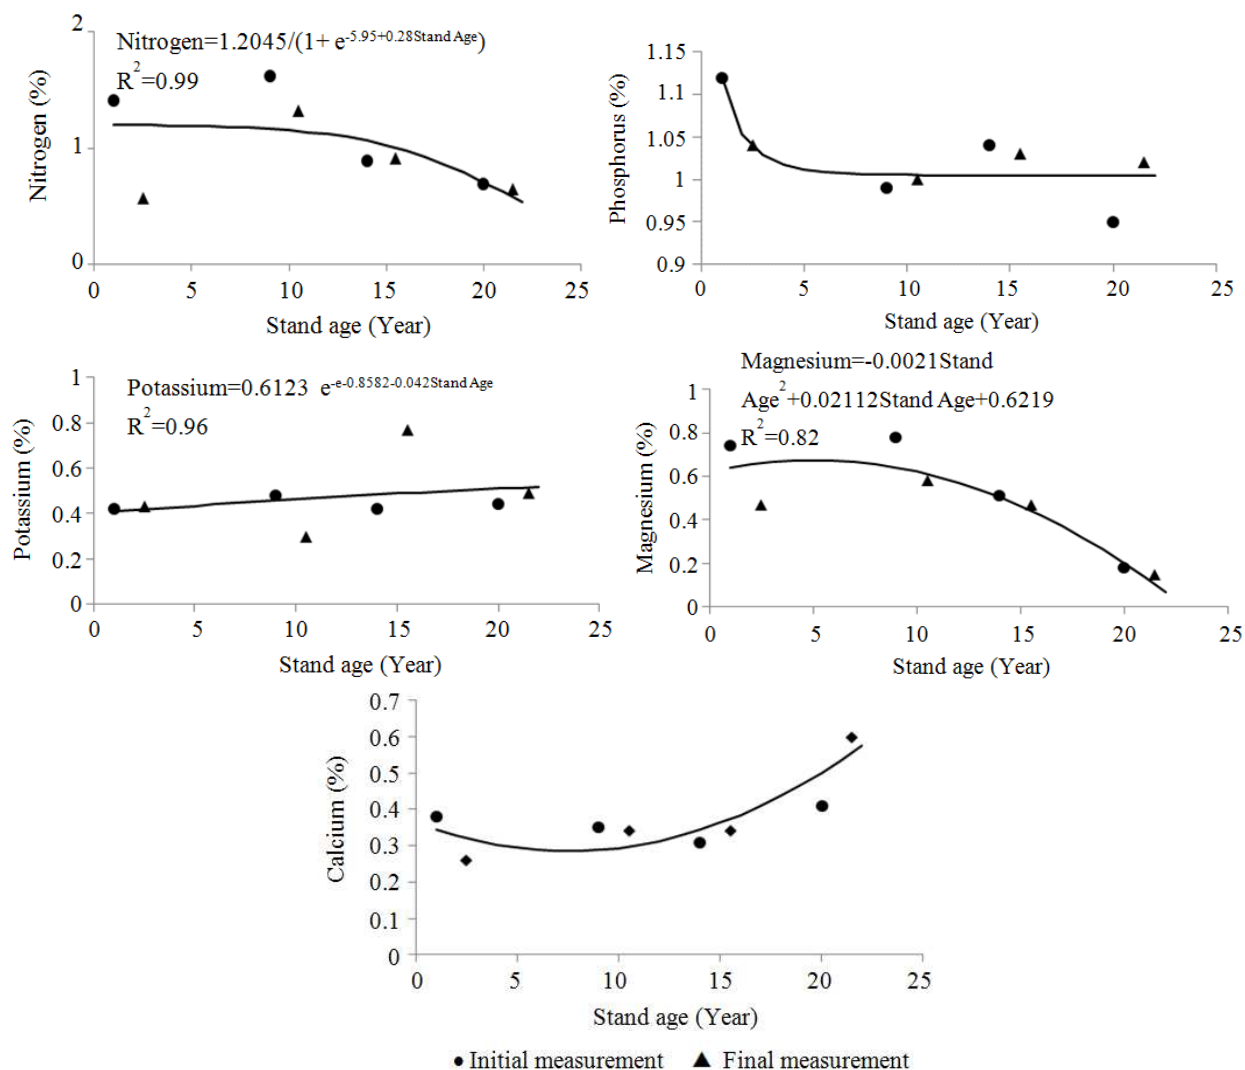 2
1
0
Nitrogen (%)
Nitrogen=1.2045/(1+ e-5.95+0.28Stand Age)
R2=0.99
0 5 10 15 20 25
Stand age (Year)
1.15
1.1
1.05
1
0.95
0.9
Phosphorus (%)
0 5 10 15 20 25
Stand age (Year)
1
0.8
0.6
0.4
0.2
0
Potassium (%)
Potassium=0.6123 e-e-0.8582-0.042Stand Age
R2=0.96
0 5 10 15 20 25
Stand age (Year)
Magnesium=-0.0021Stand
Age2+0.02112Stand Age+0.6219
R2=0.82
1
0.8
0.6
0.4
0.2
0
Magnesium (%)
0 5 10 15 20 25
Stand age (Year)
0.7
0.6
0.5
0.4
0.3
0.2
0.1
0
Calcium (%)
0 5 10 15 20 25
Stand age (Year)
Initial measurement Final measurement